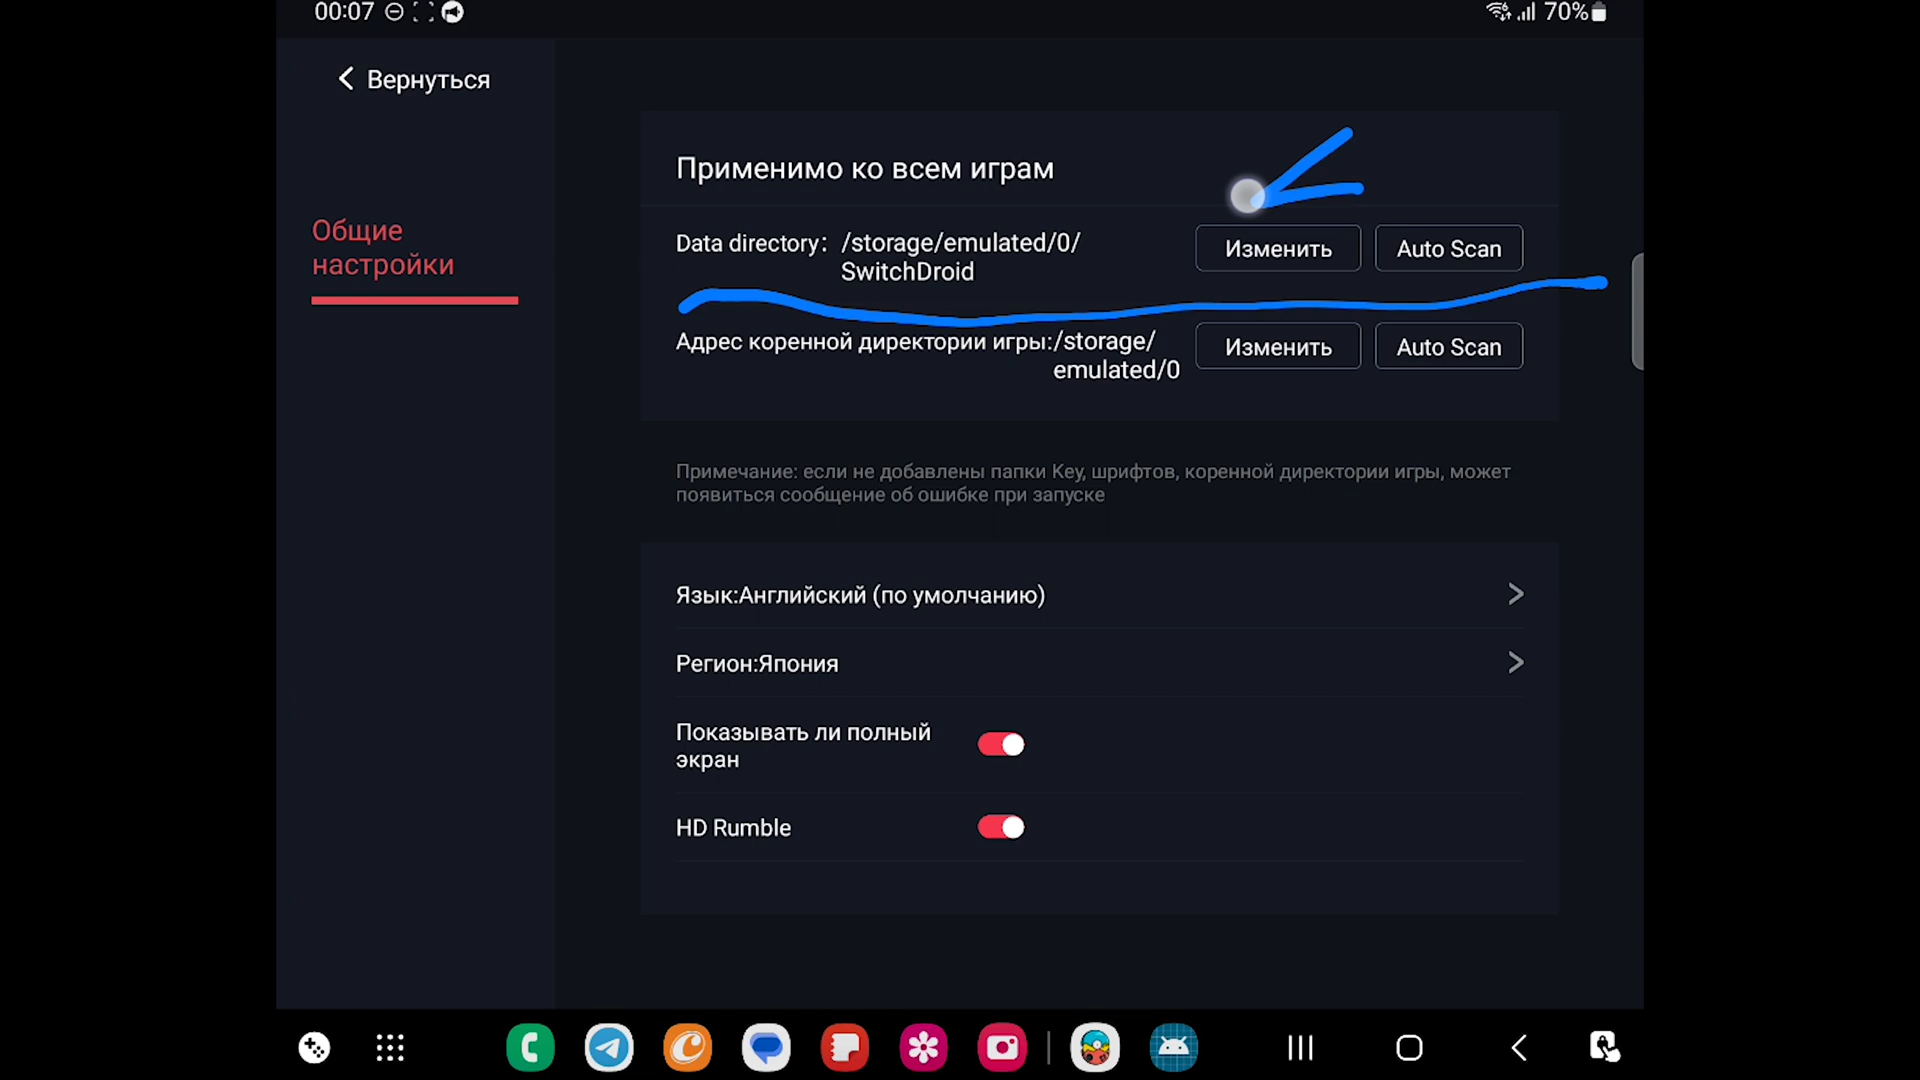 00:07
70%
Вернуться
Общие
настройки
Применимо ко всем играм
Data directory: /storage/emulated/0/
SwitchDroid
Изменить
Auto Scan
Адрес коренной директории игры:/storage/
emulated/0
Изменить
Auto Scan
Примечание: если не добавлены папки Key, шрифтов, коренной директории игры, может
появиться сообщение об ошибке при запуске
Язык:Английский (по умолчанию)
Регион:Япония
Показывать ли полный
экран
HD Rumble